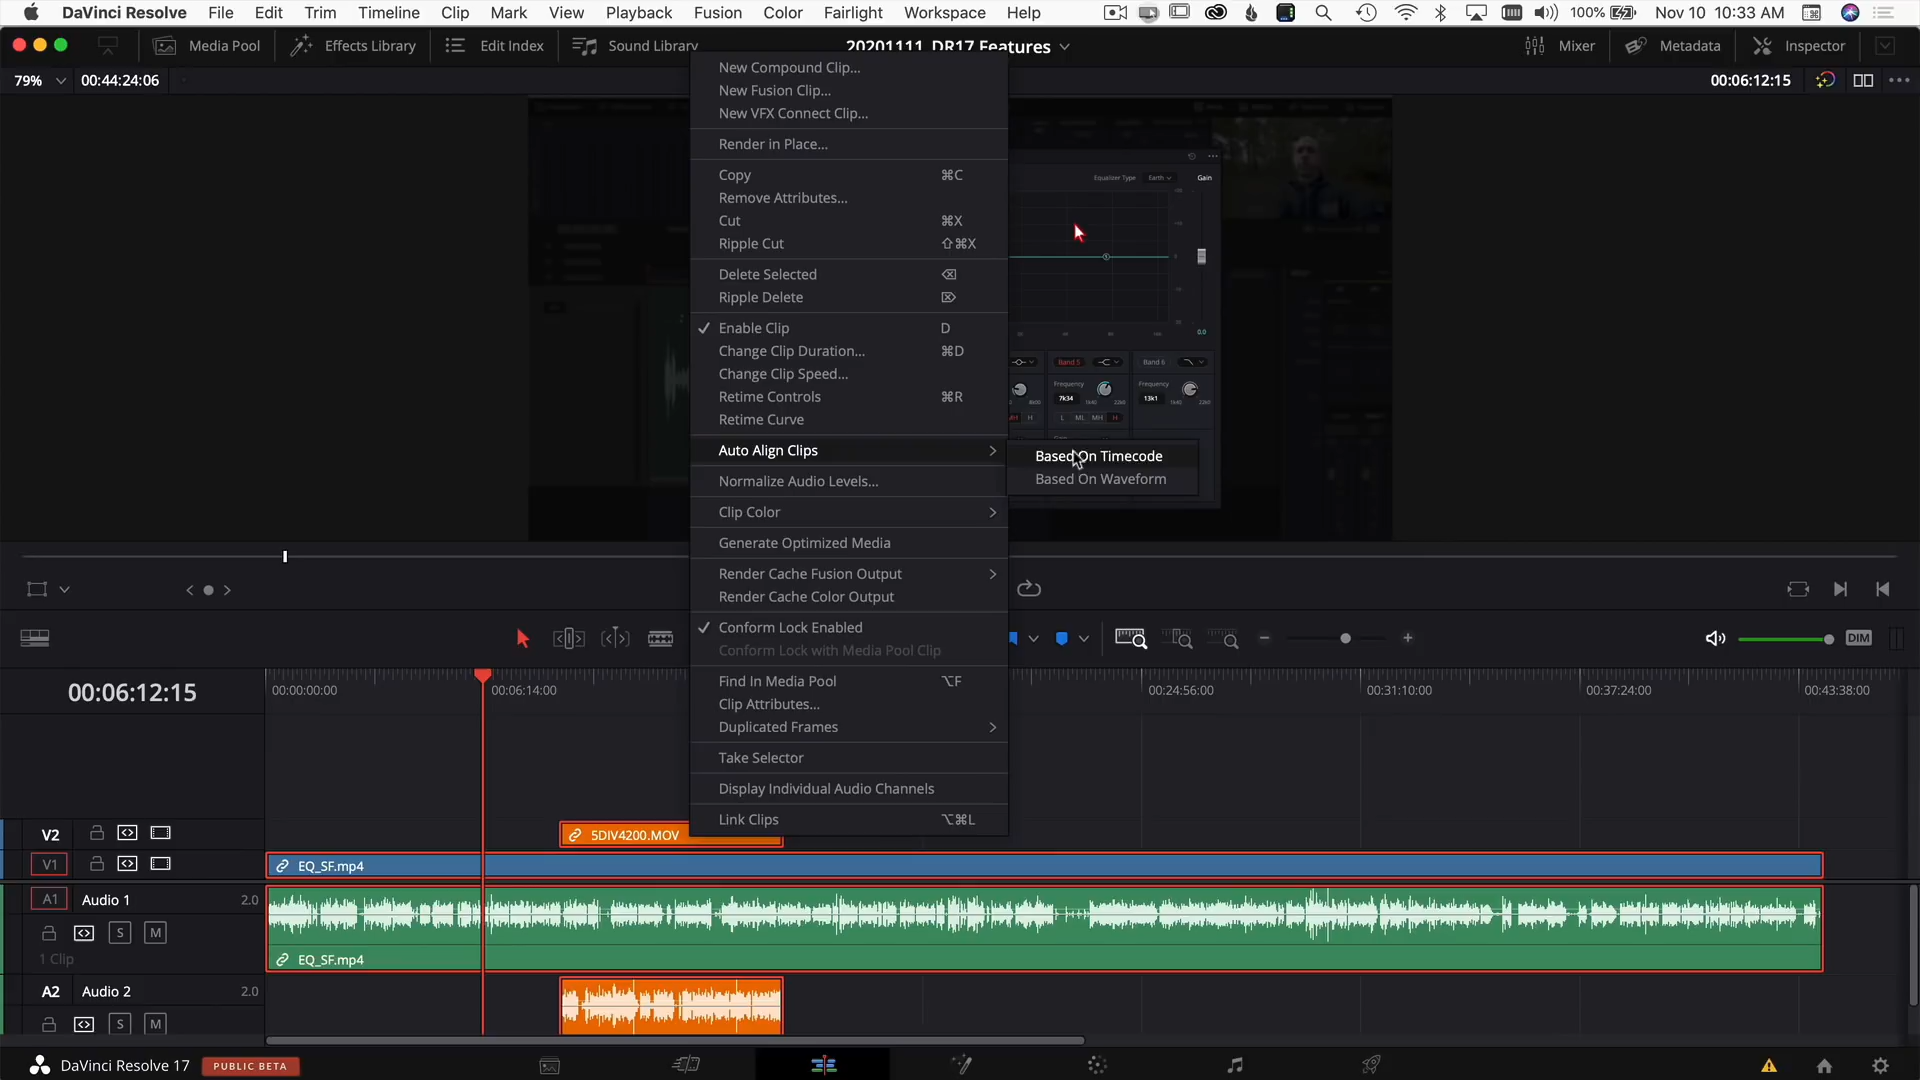 DaVinci Resolve File Edit Trim Timeline Clip Mark View Playback Fusion Color Fairlight Workspace Help 100% Nov 10 10:33 AM
Media Pool Effects Library Edit Index Sound Library 20201111_DR17 Features Mixer Metadata Inspector
79% 00:44:24:06 00:06:12:15
New Compound Clip...
New Fusion Clip...
New VFX Connect Clip...
Render in Place...
Copy ⌘C
Remove Attributes...
Cut ⌘X
Ripple Cut ⇧⌘X
Delete Selected ⌫
Ripple Delete ⌦
Enable Clip D
Change Clip Duration... ⌘D
Change Clip Speed...
Retime Controls ⌘R
Retime Curve
Auto Align Clips
Normalize Audio Levels...
Clip Color
Generate Optimized Media
Render Cache Fusion Output
Render Cache Color Output
Conform Lock Enabled
Conform Lock with Media Pool Clip
Find In Media Pool ⌥F
Clip Attributes...
Duplicated Frames
Take Selector
Display Individual Audio Channels
Link Clips ⌥⌘L
Based On Timecode
Based On Waveform
Equalizer Type Earth Gain
0.0
Band 5 Band 6
Frequency Frequency
7k34 13k1
L ML MH H
DIM
00:06:12:15 00:00:00:00 00:06:14:00 00:24:56:00 00:31:10:00 00:37:24:00 00:43:38:00
V2 5DIV4200.MOV
V1 EQ_SF.mp4
A1 Audio 1 2.0
S M
1 Clip EQ_SF.mp4
A2 Audio 2 2.0
S M
DaVinci Resolve 17 PUBLIC BETA